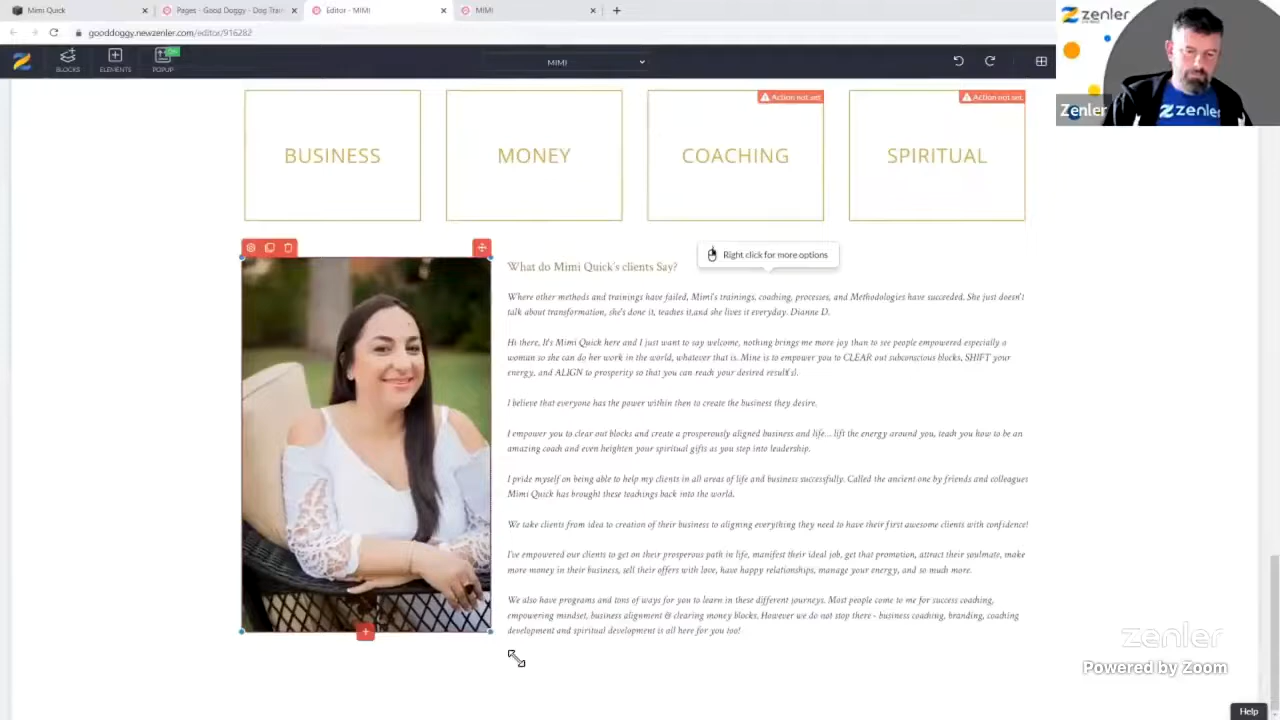 Mimi Quick
Pages - Good Doggy - Dog Train
Editor - MIMI
MIMI
gooddoggy.newzenler.com/editor/916282
BLOCKS
ELEMENTS
POPUP
MIMI
zenler
Zenler
zenler
Action not set
Action not set
BUSINESS
MONEY
COACHING
SPIRITUAL
Right click for more options
What do Mimi Quick's clients Say?
Where other methods and trainings have failed, Mimi's trainings, coaching, processes, and Methodologies have succeeded. She just doesn't
talk about transformation, she's done it, teaches it,and she lives it everyday. Dianne D.
Hi there, It's Mimi Quick here and I just want to say welcome, nothing brings me more joy than to see people empowered especially a
woman so she can do her work in the world, whatever that is. Mine is to empower you to CLEAR out subconscious blocks, SHIFT your
energy, and ALIGN to prosperity so that you can reach your desired result(s).
I believe that everyone has the power within then to create the business they desire.
I empower you to clear out blocks and create a prosperously aligned business and life... lift the energy around you, teach you how to be an
amazing coach and even heighten your spiritual gifts as you step into leadership.
I pride myself on being able to help my clients in all areas of life and business successfully. Called the ancient one by friends and colleagues
Mimi Quick has brought these teachings back into the world.
We take clients from idea to creation of their business to aligning everything they need to have their first awesome clients with confidence!
I've empowered our clients to get on their prosperous path in life, manifest their ideal job, get that promotion, attract their soulmate, make
more money in their business, sell their offers with love, have happy relationships, manage your energy, and so much more.
We also have programs and tons of ways for you to learn in these different journeys. Most people come to me for success coaching,
empowering mindset, business alignment & clearing money blocks. However we do not stop there - business coaching, branding, coaching
development and spiritual development is all here for you too!
zenler
Powered by Zoom
Help